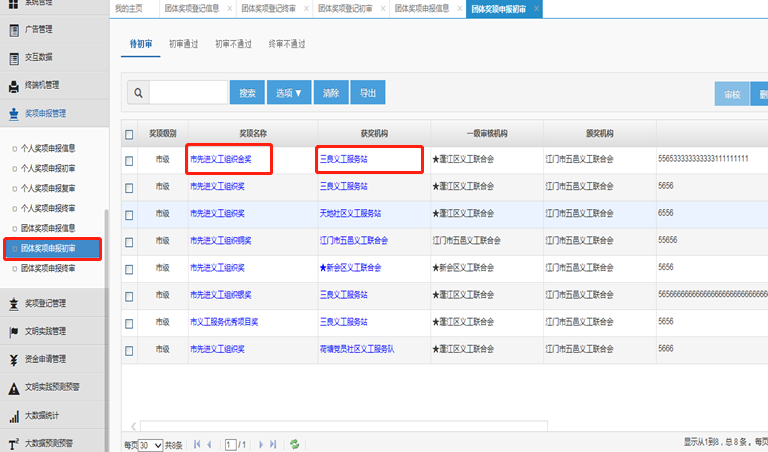 系统管理
广告管理
交互数据
终端机管理
奖项申报管理
个人奖项申报信息
个人奖项申报初审
个人奖项申报复审
个人奖项申报终审
团体奖项申报信息
团体奖项申报初审
团体奖项申报终审
奖项登记管理
文明实践管理
资金申请管理
文明实践预测预警
大数据统计
大数据预测预警
我的主页 团体奖项登记信息 团体奖项登记终审 团体奖项登记初审 团体奖项申报信息 团体奖项申报初审
待初审 初审通过 初审不通过 终审不通过
搜索 选项▼ 清除 导出 审核
奖项级别 奖项名称 获奖机构 一级审核机构 颁奖机构
市级 市先进义工组织金奖 三良义工服务站 ★蓬江区义工联合会 江门市五邑义工联合会 55653333333333311111111
市级 市先进义工组织奖 三良义工服务站 ★蓬江区义工联合会 江门市五邑义工联合会 5656
市级 市先进义工组织奖 天地社区义工服务站 ★蓬江区义工联合会 江门市五邑义工联合会 6556
市级 市先进义工组织铜奖 江门市五邑义工联合会 江门市五邑义工联合会 江门市五邑义工联合会 55656
市级 市先进义工组织奖 ★新会区义工联合会 ★新会区义工联合会 江门市五邑义工联合会 5656
市级 市先进义工组织银奖 三良义工服务站 ★蓬江区义工联合会 江门市五邑义工联合会
市级 市义工服务优秀项目奖 三良义工服务站 ★蓬江区义工联合会 江门市五邑义工联合会 5656
市级 市先进义工组织奖 荷塘党员社区义工服务队 ★蓬江区义工联合会 江门市五邑义工联合会 5666
每页 30 共8条 1 / 1 显示从1到8，总 8 条 。每页